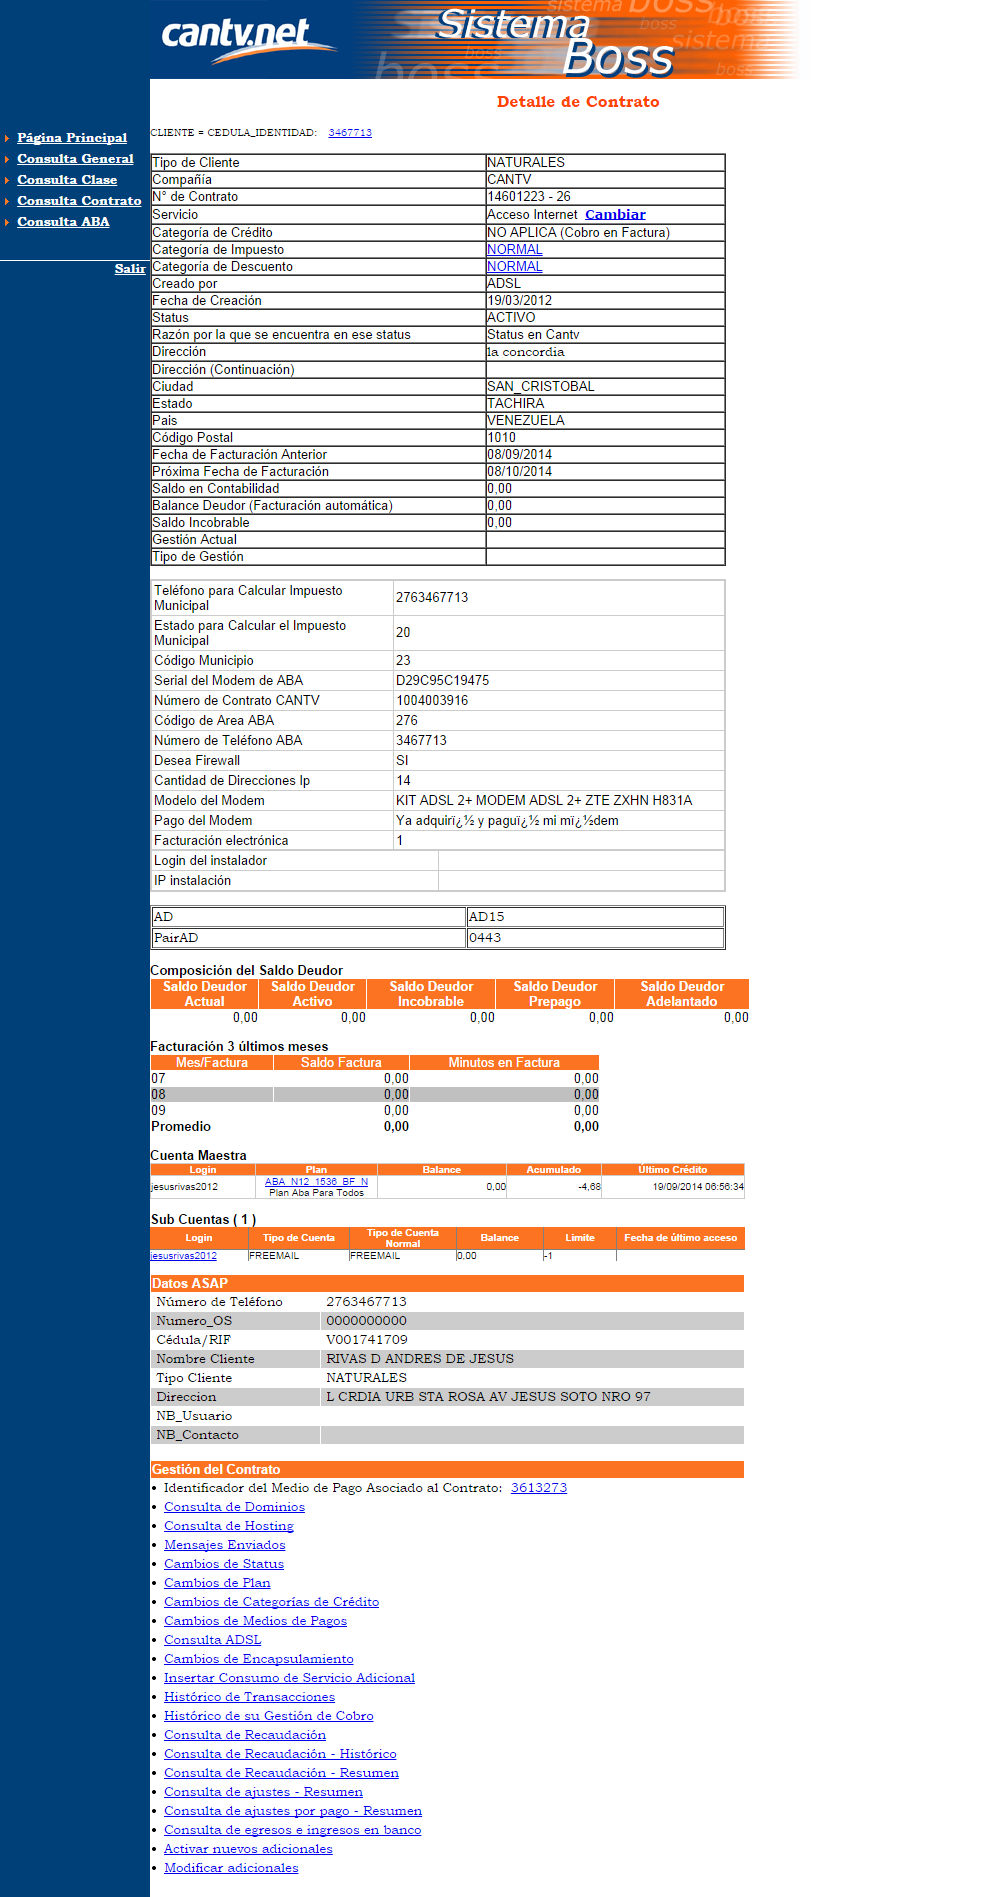 cantv.net
Sistema
Boss
Detalle de Contrato
Página Principal
Consulta General
Consulta Clase
Consulta Contrato
Consulta ABA
Salir
CLIENTE = CEDULA_IDENTIDAD: 3467713
Tipo de Cliente NATURALES
Compañía CANTV
N° de Contrato 14601223 - 26
Servicio Acceso Internet Cambiar
Categoría de Crédito NO APLICA (Cobro en Factura)
Categoría de Impuesto NORMAL
Categoría de Descuento NORMAL
Creado por ADSL
Fecha de Creación 19/03/2012
Status ACTIVO
Razón por la que se encuentra en ese status Status en Cantv
Dirección la concordia
Dirección (Continuación)
Ciudad SAN_CRISTOBAL
Estado TACHIRA
Pais VENEZUELA
Código Postal 1010
Fecha de Facturación Anterior 08/09/2014
Próxima Fecha de Facturación 08/10/2014
Saldo en Contabilidad 0,00
Balance Deudor (Facturación automática) 0,00
Saldo Incobrable 0,00
Gestión Actual
Tipo de Gestión
Teléfono para Calcular Impuesto
Municipal 2763467713
Estado para Calcular el Impuesto
Municipal 20
Código Municipio 23
Serial del Modem de ABA D29C95C19475
Número de Contrato CANTV 1004003916
Código de Area ABA 276
Número de Teléfono ABA 3467713
Desea Firewall SI
Cantidad de Direcciones Ip 14
Modelo del Modem KIT ADSL 2+ MODEM ADSL 2+ ZTE ZXHN H831A
Pago del Modem Ya adquirï¿½ y paguï¿½ mi mï¿½dem
Facturación electrónica 1
Login del instalador
IP instalación
AD AD15
PairAD 0443
Composición del Saldo Deudor
Saldo Deudor Actual Saldo Deudor Activo Saldo Deudor Incobrable Saldo Deudor Prepago Saldo Deudor Adelantado
0,00 0,00 0,00 0,00 0,00
Facturación 3 últimos meses
Mes/Factura Saldo Factura Minutos en Factura
07 0,00 0,00
08 0,00 0,00
09 0,00 0,00
Promedio 0,00 0,00
Cuenta Maestra
Login Plan Balance Acumulado Último Crédito
jesusrivas2012 ABA_N12_1536_BF_N Plan Aba Para Todos 0,00 -4,68 19/09/2014 06:56:34
Sub Cuentas ( 1 )
Login Tipo de Cuenta Tipo de Cuenta Normal Balance Limite Fecha de último acceso
jesusrivas2012 FREEMAIL FREEMAIL 0,00 -1
Datos ASAP
Número de Teléfono 2763467713
Numero_OS 0000000000
Cédula/RIF V001741709
Nombre Cliente RIVAS D ANDRES DE JESUS
Tipo Cliente NATURALES
Direccion L CRDIA URB STA ROSA AV JESUS SOTO NRO 97
NB_Usuario
NB_Contacto
Gestión del Contrato
• Identificador del Medio de Pago Asociado al Contrato: 3613273
• Consulta de Dominios
• Consulta de Hosting
• Mensajes Enviados
• Cambios de Status
• Cambios de Plan
• Cambios de Categorías de Crédito
• Cambios de Medios de Pagos
• Consulta ADSL
• Cambios de Encapsulamiento
• Insertar Consumo de Servicio Adicional
• Histórico de Transacciones
• Histórico de su Gestión de Cobro
• Consulta de Recaudación
• Consulta de Recaudación - Histórico
• Consulta de Recaudación - Resumen
• Consulta de ajustes - Resumen
• Consulta de ajustes por pago - Resumen
• Consulta de egresos e ingresos en banco
• Activar nuevos adicionales
• Modificar adicionales